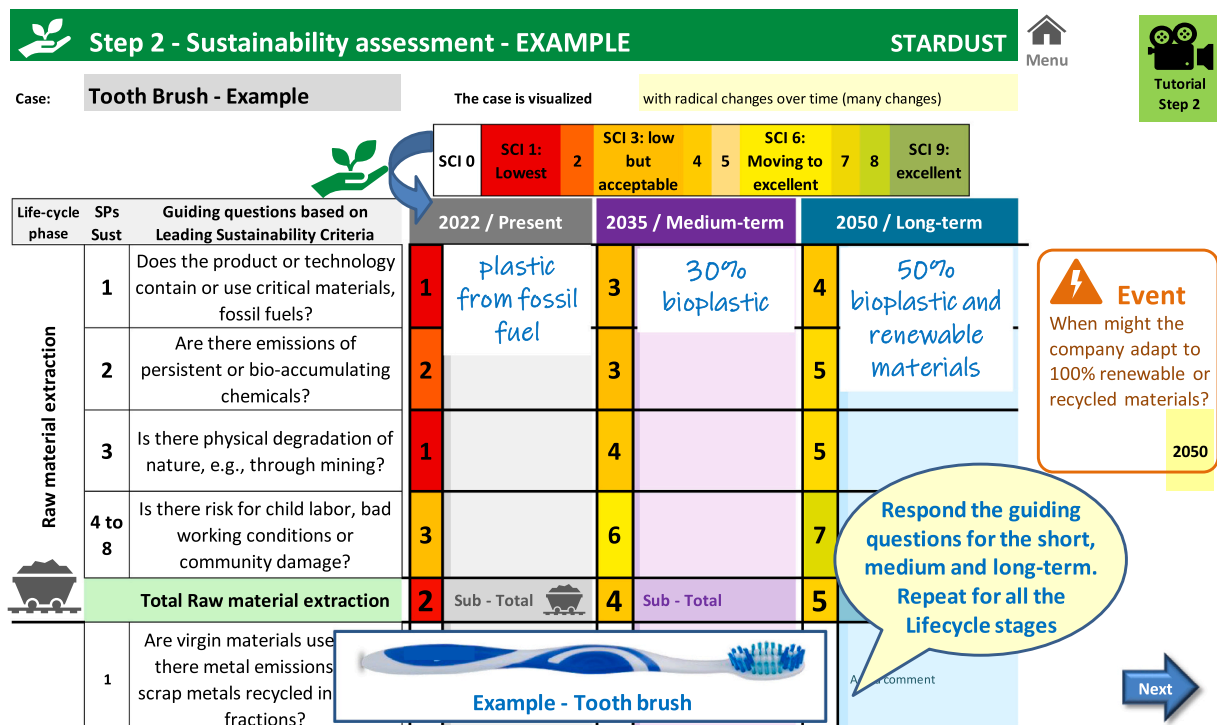 Step 2 - Sustainability assessment - EXAMPLE
STARDUST
Menu
Tutorial
Step 2
Case:
Tooth Brush - Example
The case is visualized
with radical changes over time (many changes)
SCI 0
SCI 1:
Lowest
2
SCI 3: low
but
acceptable
4
5
SCI 6:
Moving to
excellent
7
8
SCI 9:
excellent
Life-cycle
phase
SPs
Sust
Guiding questions based on
Leading Sustainability Criteria
2022 / Present
2035 / Medium-term
2050 / Long-term
Raw material extraction
1
Does the product or technology
contain or use critical materials,
fossil fuels?
1
plastic
from fossil
fuel
3
30%
bioplastic
4
50%
bioplastic and
renewable
materials
2
Are there emissions of
persistent or bio-accumulating
chemicals?
2
3
5
3
Is there physical degradation of
nature, e.g., through mining?
1
4
5
4 to
8
Is there risk for child labor, bad
working conditions or
community damage?
3
6
7
Total Raw material extraction
2
Sub - Total
4
Sub - Total
5
1
Are virgin materials use
there metal emissions
scrap metals recycled in
fractions?
Example - Tooth brush
Event
When might the
company adapt to
100% renewable or
recycled materials?
2050
Respond the guiding
questions for the short,
medium and long-term.
Repeat for all the
Lifecycle stages
comment
Next